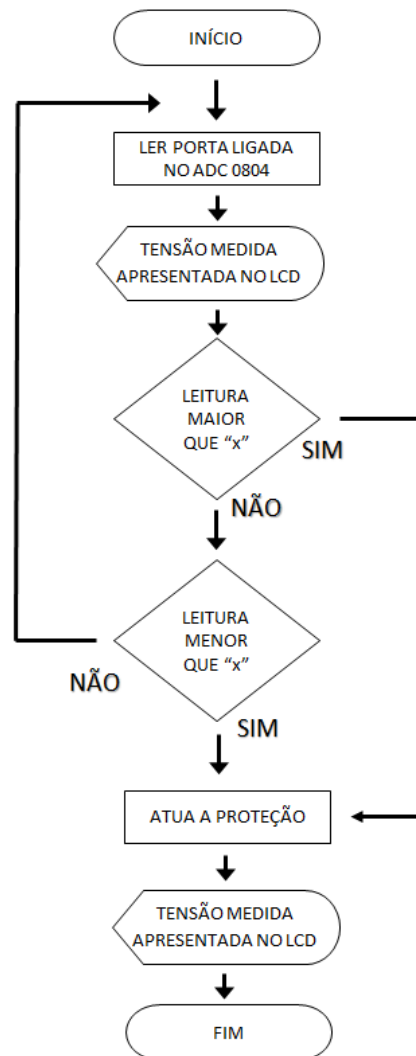 INÍCIO
LER PORTA LIGADA
NO ADC 0804
TENSÃO MEDIDA
APRESENTADA NO LCD
LEITURA
MAIOR
QUE “x”
SIM
NÃO
LEITURA
MENOR
QUE “x”
NÃO
SIM
ATUA A PROTEÇÃO
TENSÃO MEDIDA
APRESENTADA NO LCD
FIM